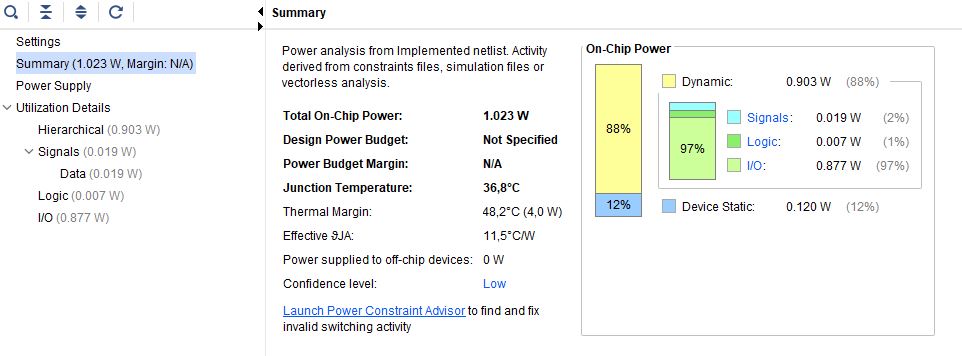 Summary
Settings
Summary (1.023 W, Margin: N/A)
Power Supply
Utilization Details
Hierarchical (0.903 W)
Signals (0.019 W)
Data (0.019 W)
Logic (0.007 W)
I/O (0.877 W)
Power analysis from Implemented netlist. Activity
derived from constraints files, simulation files or
vectorless analysis.
Total On-Chip Power: 1.023 W
Design Power Budget: Not Specified
Power Budget Margin: N/A
Junction Temperature: 36,8°C
Thermal Margin: 48,2°C (4,0 W)
Effective ϑJA: 11,5°C/W
Power supplied to off-chip devices: 0 W
Confidence level: Low
Launch Power Constraint Advisor to find and fix
invalid switching activity
On-Chip Power
88%
12%
Dynamic: 0.903 W (88%)
97%
Signals: 0.019 W (2%)
Logic: 0.007 W (1%)
I/O: 0.877 W (97%)
Device Static: 0.120 W (12%)